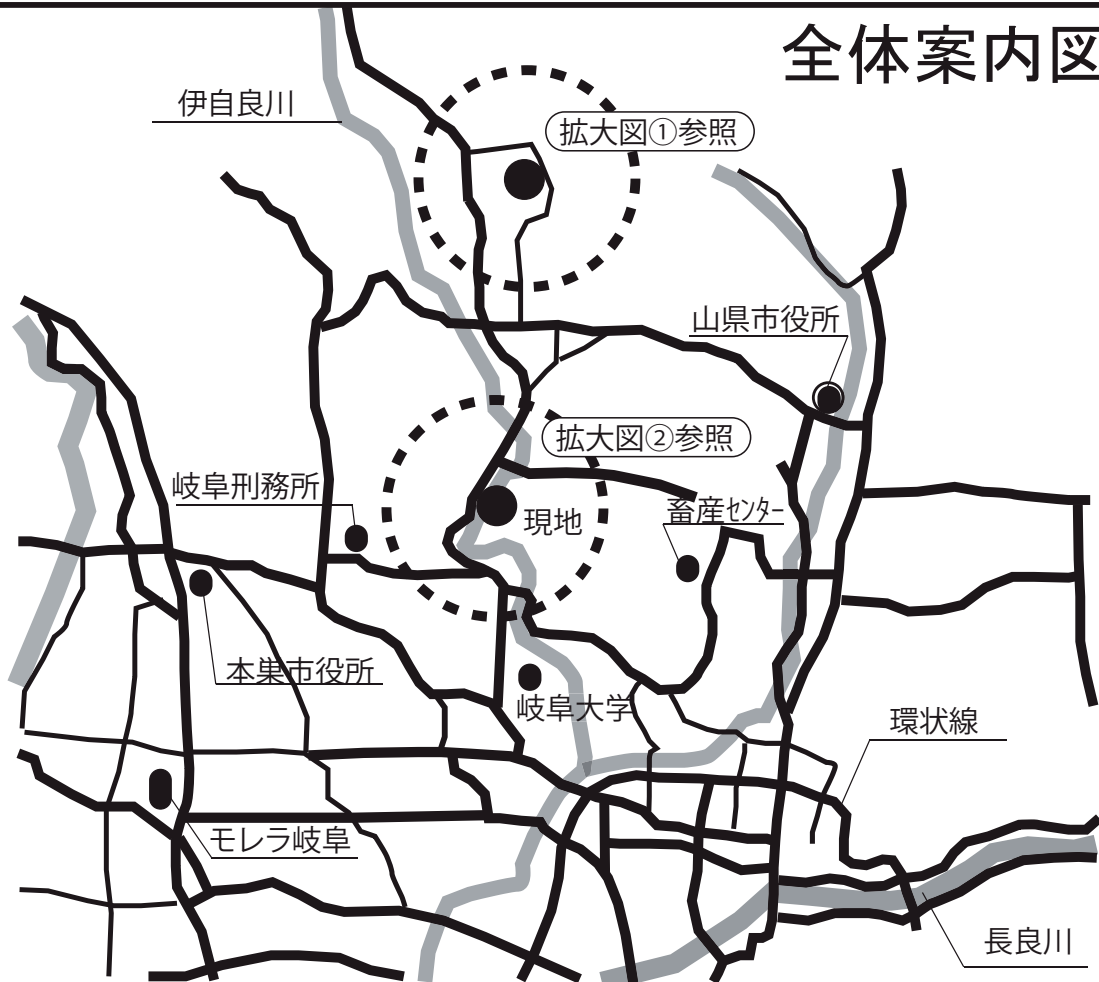 全体案内図
伊自良川
拡大図①参照
山県市役所
拡大図②参照
岐阜刑務所
現地
畜産ｾﾝﾀｰ
本巣市役所
岐阜大学
環状線
モレラ岐阜
長良川